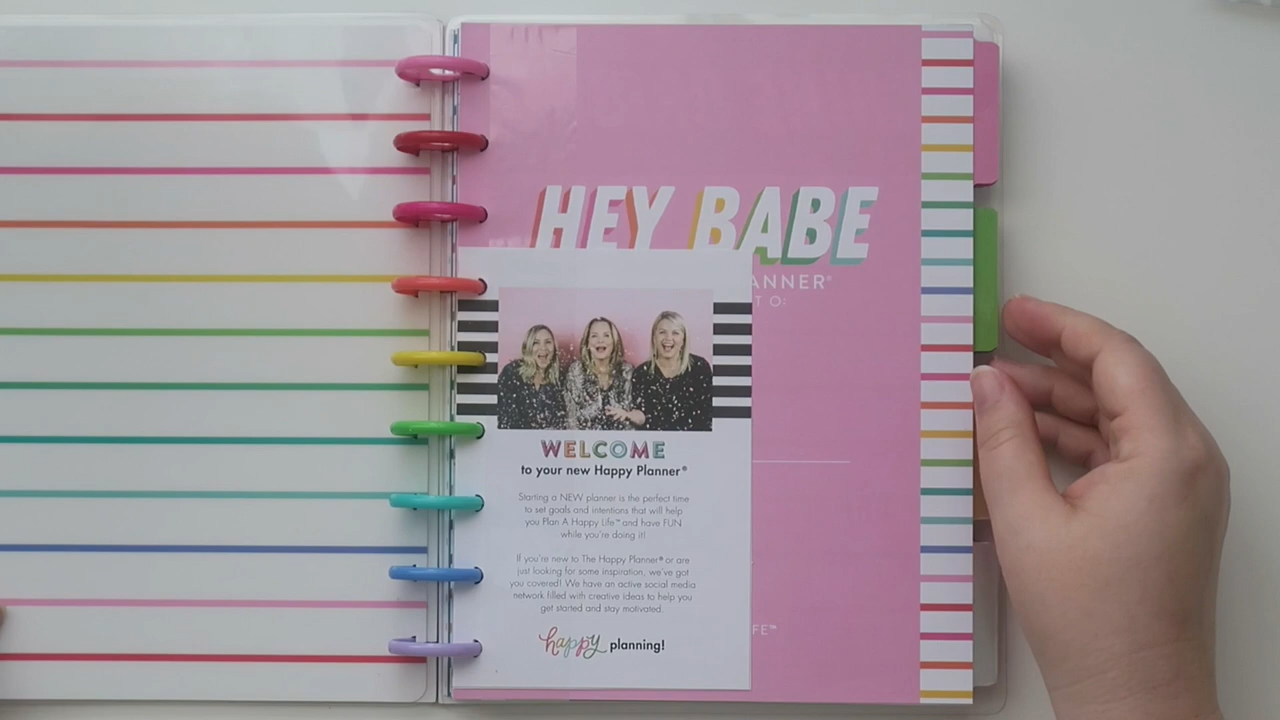 HEY BABE
ANNER®
TO:
WELCOME
to your new Happy Planner®
Starting a NEW planner is the perfect time
to set goals and intentions that will help
you Plan A Happy Life™ and have FUN
while you're doing it!
If you're new to The Happy Planner® or are
just looking for some inspiration, we've got
you covered! We have an active social media
network filled with creative ideas to help you
get started and stay motivated.
IFE™
happy planning!